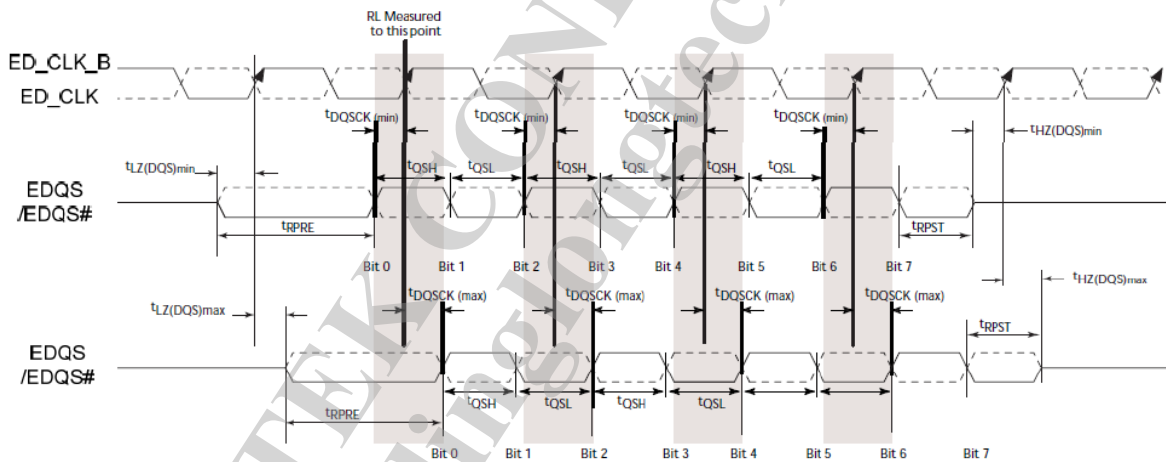 RL Measured
to this point
ED_CLK_B
ED_CLK
tDQSCK (min) tDQSCK (min) tDQSCK (min) tDQSCK (min)
tHZ(DQS)min
tLZ(DQS)min
tQSH tQSL tQSH tQSL tQSH tQSL
EDQS
/EDQS#
tRPRE
tRPST
Bit 0 Bit 1 Bit 2 Bit 3 Bit 4 Bit 5 Bit 6 Bit 7
tHZ(DQS)max
tLZ(DQS)max
tDQSCK (max) tDQSCK (max) tDQSCK (max) tDQSCK (max)
tRPST
EDQS
/EDQS#
tRPRE
tQSH tQSL tQSH tQSL
Bit 0 Bit 1 Bit 2 Bit 3 Bit 4 Bit 5 Bit 6 Bit 7